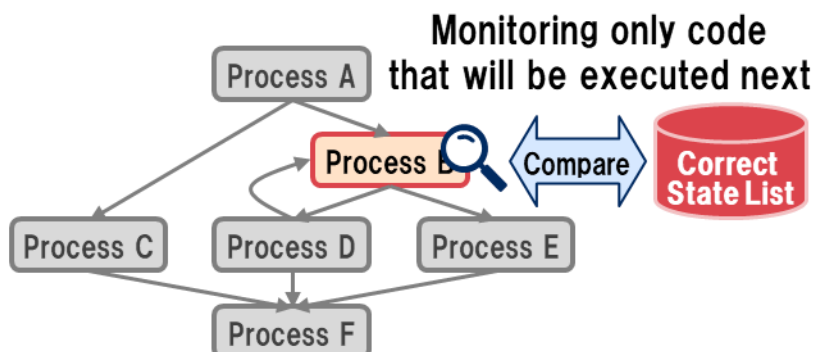 Monitoring only code
that will be executed next
Process A
Process B
Compare
Correct
State List
Process C
Process D
Process E
Process F